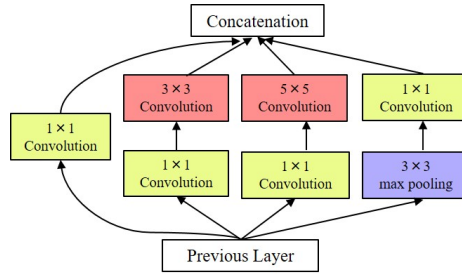 Concatenation
3×3
Convolution
5×5
Convolution
1×1
Convolution
1×1
Convolution
1×1
Convolution
1×1
Convolution
3×3
max pooling
Previous Layer